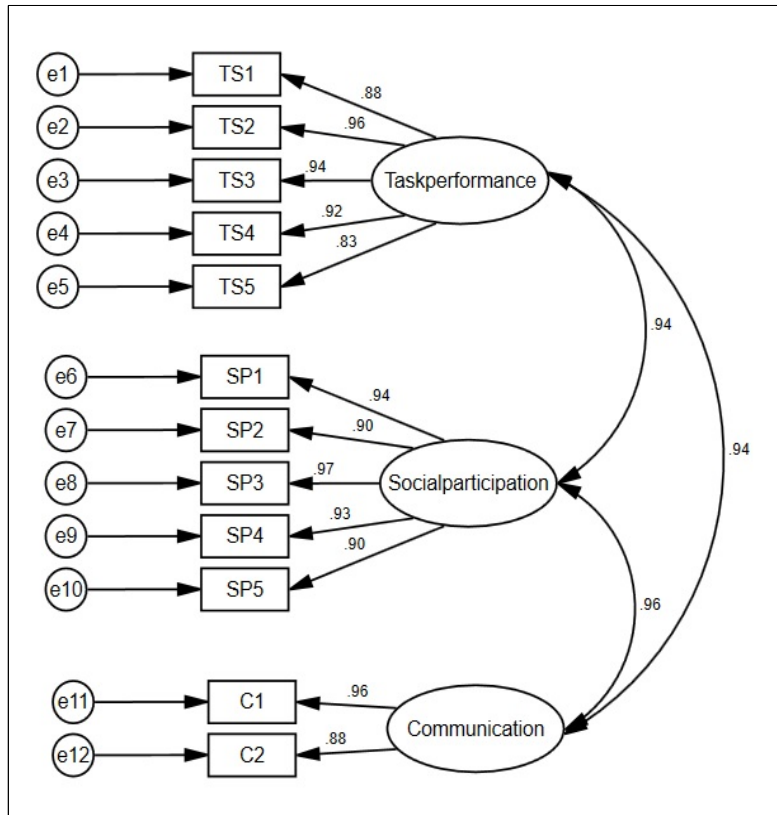 e1
TS1
.88
e2
TS2
.96
e3
TS3
.94
Taskperformance
e4
TS4
.92
e5
TS5
.83
.94
e6
SP1
.94
e7
SP2
.90
.94
e8
SP3
.97
Socialparticipation
e9
SP4
.93
e10
SP5
.90
.96
e11
C1
.96
Communication
e12
C2
.88